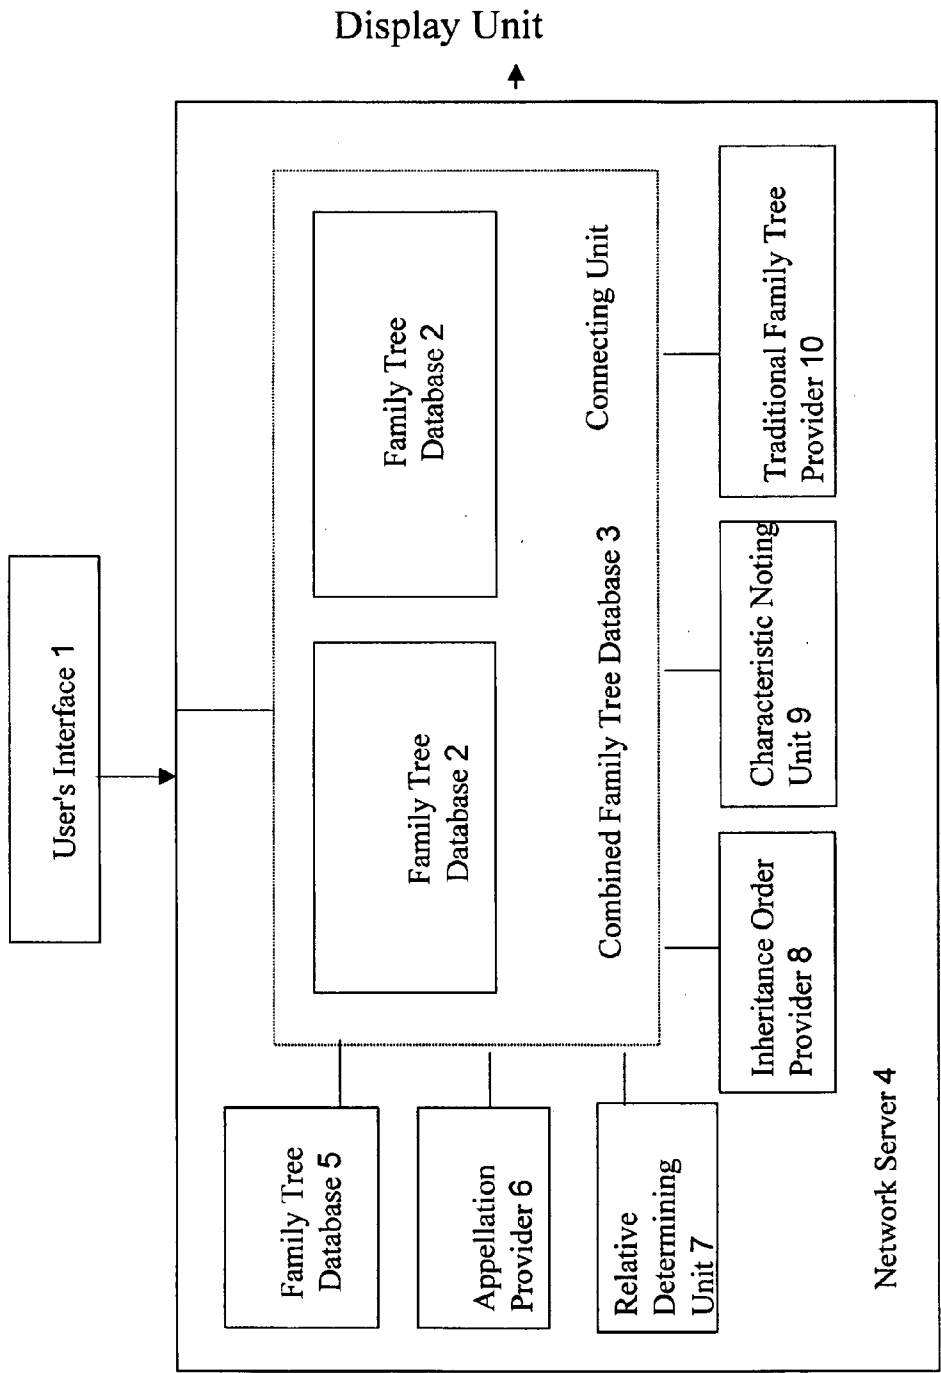 Display Unit
User's Interface 1
Family Tree
Database 2
Family Tree
Database 2
Combined Family Tree Database 3
Connecting Unit
Family Tree
Database 5
Appellation
Provider 6
Relative
Determining
Unit 7
Inheritance Order
Provider 8
Characteristic Noting
Unit 9
Traditional Family Tree
Provider 10
Network Server 4